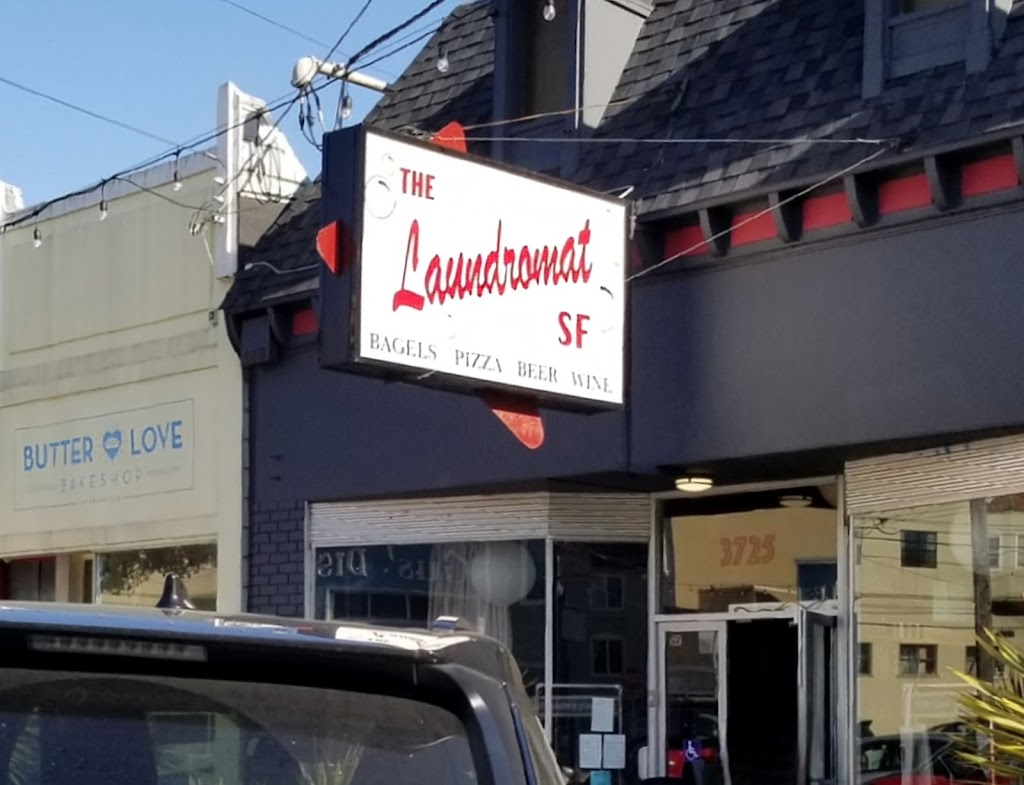 THE
Laundromat
SF
BAGELS PIZZA BEER WINE
BUTTER LOVE
BAKESHOP
3725